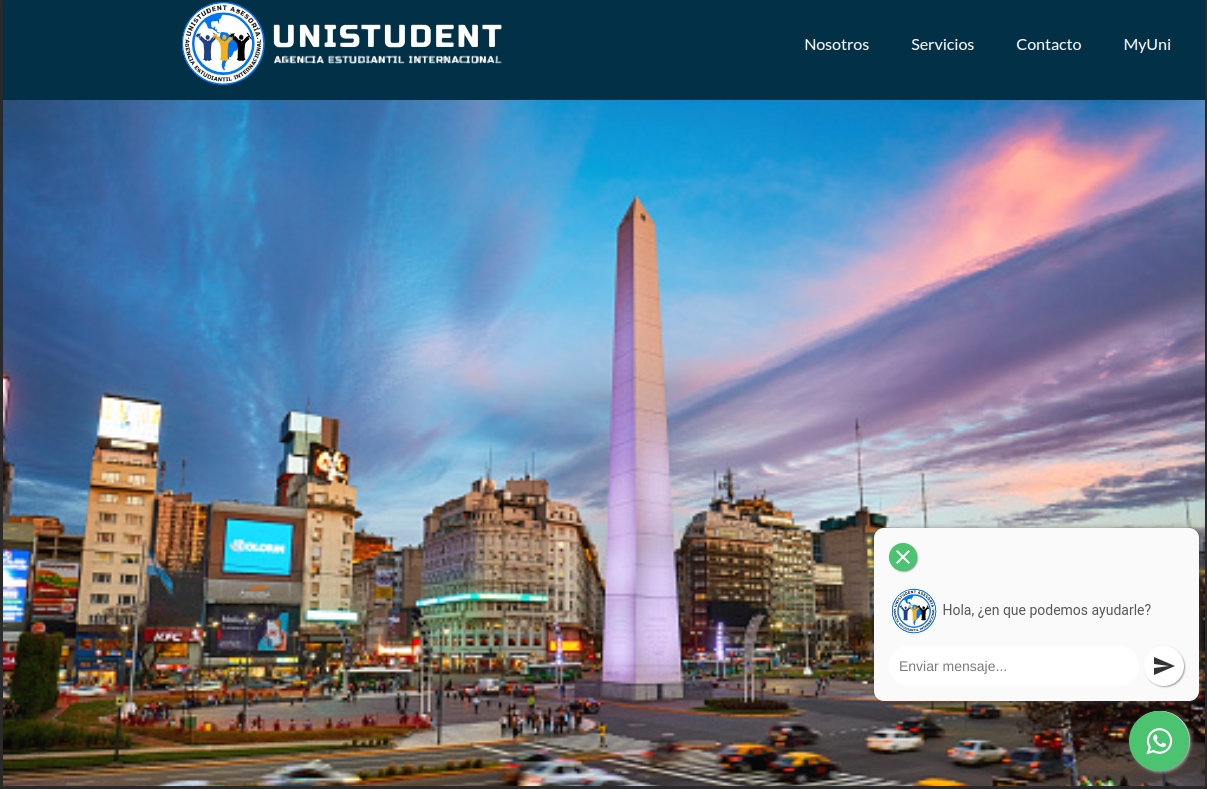 UNISTUDENT ASESORÍA
AGENCIA ESTUDIANTIL INTERNACIONAL
UNISTUDENT
AGENCIA ESTUDIANTIL INTERNACIONAL
Nosotros
Servicios
Contacto
MyUni
KFC
Hola, ¿en que podemos ayudarle?
Enviar mensaje...